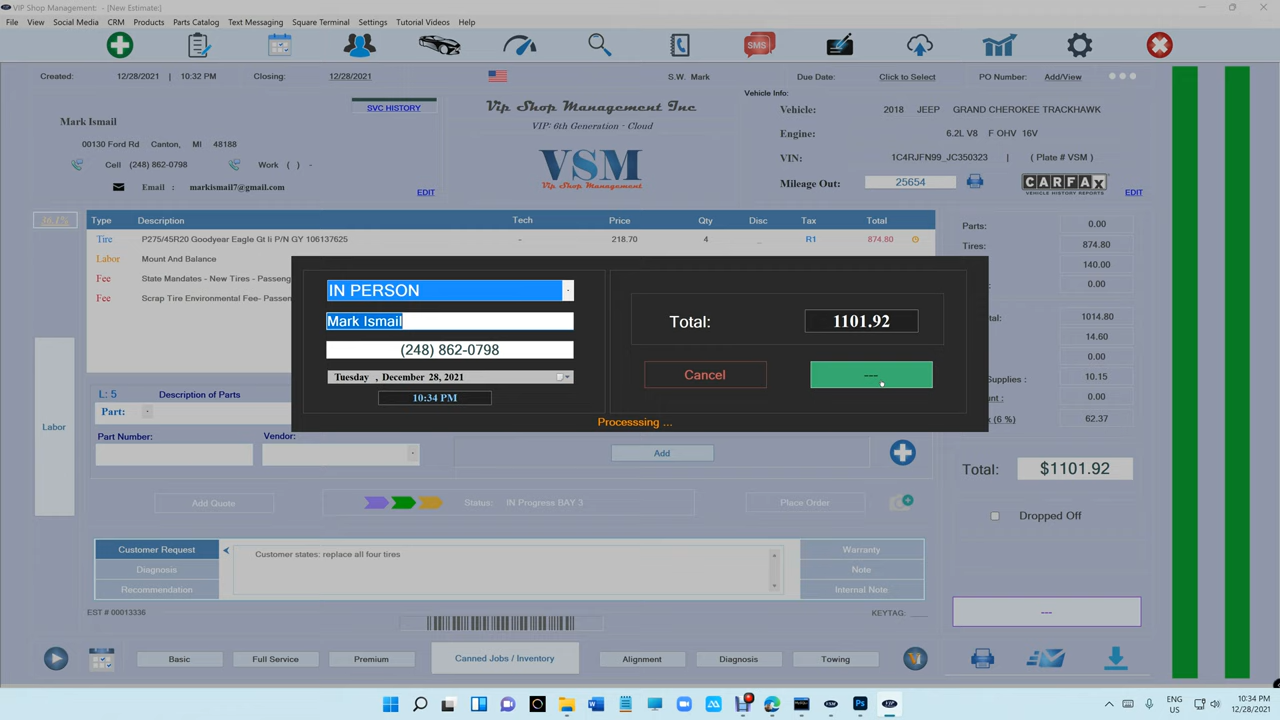 VIP Shop Management: - [New Estimate:]
File View Social Media CRM Products Parts Catalog Text Messaging Square Terminal Settings Tutorial Videos Help
SMS
Created: 12/28/2021 | 10:32 PM Closing: 12/28/2021 S.W. Mark Due Date: Click to Select PO Number: Add/View
SVC HISTORY
Mark Ismail
00130 Ford Rd Canton, MI 48188
Cell (248) 862-0798 Work ( ) -
Email : markismail7@gmail.com
EDIT
Vip Shop Management Inc
VIP: 6th Generation - Cloud
VSM
Vip Shop Management
Vehicle Info:
Vehicle: 2018 JEEP GRAND CHEROKEE TRACKHAWK
Engine: 6.2L V8 F OHV 16V
VIN: 1C4RJFN99_JC350323 | ( Plate # VSM )
Mileage Out: 25654
CARFAX
VEHICLE HISTORY REPORTS
EDIT
36.1%
Type Description Tech Price Qty Disc Tax Total
Tire P275/45R20 Goodyear Eagle Gt Ii P/N GY 106137625 - 218.70 4 _ R1 874.80
Labor Mount And Balance
Fee State Mandates - New Tires - Passeng
Fee Scrap Tire Environmental Fee- Passen
IN PERSON
Mark Ismail
(248) 862-0798
Tuesday , December 28, 2021
10:34 PM
Total: 1101.92
Cancel ---
Processsing ...
Parts: 0.00
Tires: 874.80
140.00
0.00
otal: 1014.80
14.60
0.00
Supplies : 10.15
nt : 0.00
(6 %) 62.37
Total: $1101.92
Dropped Off
---
Labor
L: 5 Description of Parts
Part:
Part Number: Vendor:
Add
Add Quote Status: IN Progress BAY 3 Place Order
Customer Request
Diagnosis
Recommendation
Customer states: replace all four tires
Warranty
Note
Internal Note
EST # 00013336 KEYTAG: ____
Basic Full Service Premium Canned Jobs / Inventory Alignment Diagnosis Towing
ENG
US
10:34 PM
12/28/2021